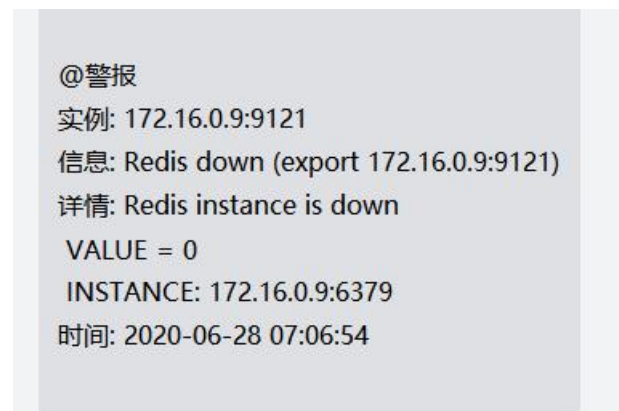 @警报
实例: 172.16.0.9:9121
信息: Redis down (export 172.16.0.9:9121)
详情: Redis instance is down
VALUE = 0
INSTANCE: 172.16.0.9:6379
时间: 2020-06-28 07:06:54